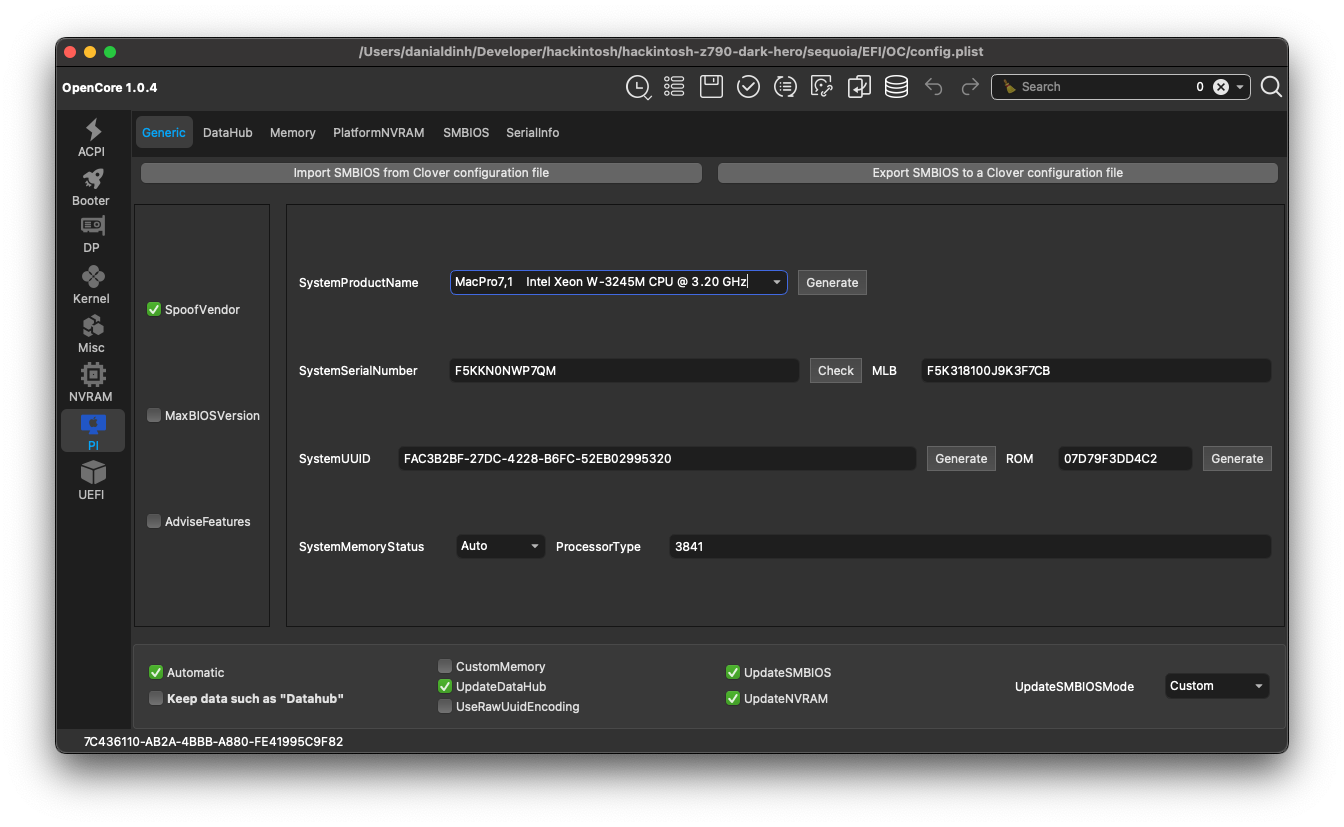 /Users/danialdinh/Developer/hackintosh/hackintosh-z790-dark-hero/sequoia/EFI/OC/config.plist
OpenCore 1.0.4
Search 0
ACPI
Booter
DP
Kernel
Misc
NVRAM
PI
UEFI
Generic DataHub Memory PlatformNVRAM SMBIOS SerialInfo
Import SMBIOS from Clover configuration file Export SMBIOS to a Clover configuration file
SpoofVendor
MaxBIOSVersion
AdviseFeatures
SystemProductName MacPro7,1 Intel Xeon W-3245M CPU @ 3.20 GHz Generate
SystemSerialNumber F5KKN0NWP7QM Check MLB F5K318100J9K3F7CB
SystemUUID FAC3B2BF-27DC-4228-B6FC-52EB02995320 Generate ROM 07D79F3DD4C2 Generate
SystemMemoryStatus Auto ProcessorType 3841
Automatic
Keep data such as "Datahub"
CustomMemory
UpdateDataHub
UseRawUuidEncoding
UpdateSMBIOS
UpdateNVRAM
UpdateSMBIOSMode Custom
7C436110-AB2A-4BBB-A880-FE41995C9F82